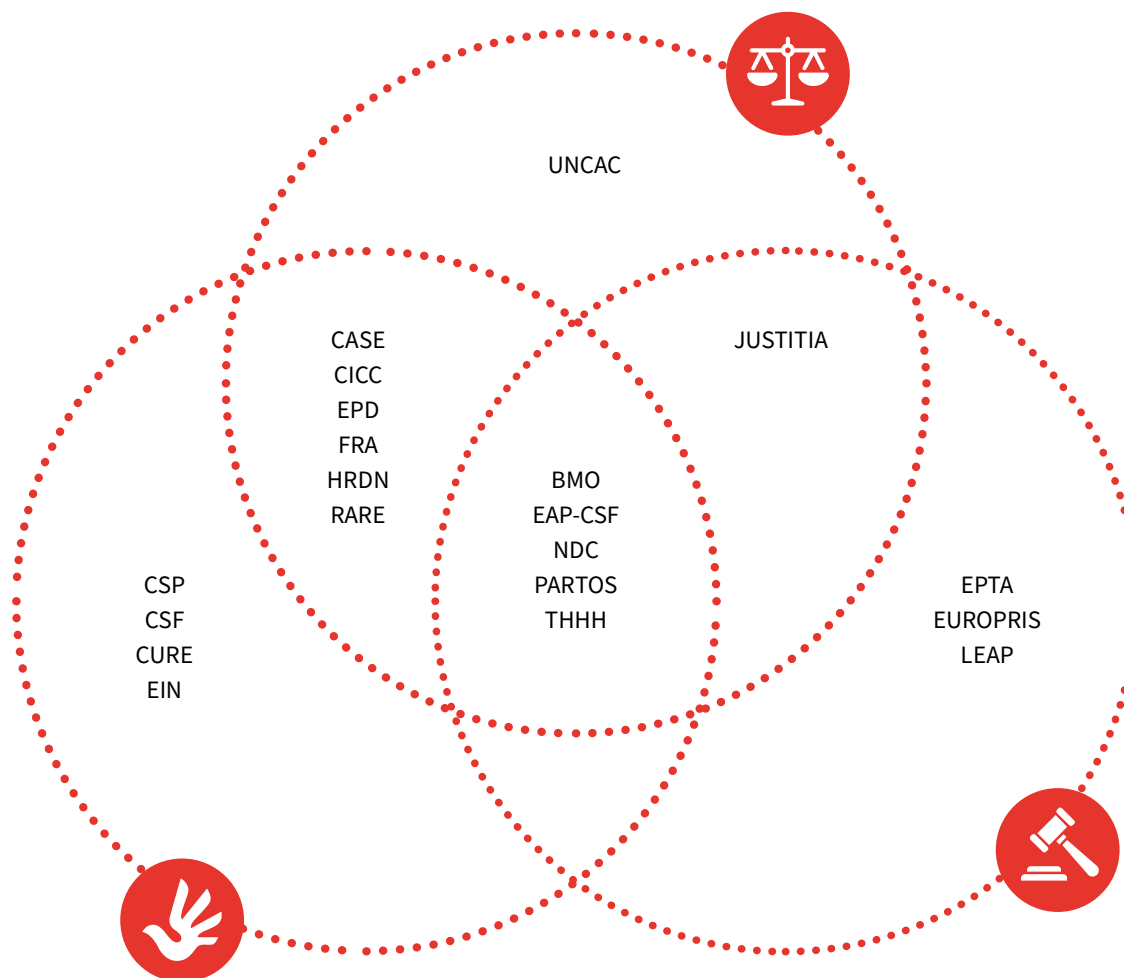 UNCAC
CASE
CICC
EPD
FRA
HRDN
RARE
JUSTITIA
BMO
EAP-CSF
NDC
PARTOS
THHH
CSP
CSF
CURE
EIN
EPTA
EUROPRIS
LEAP